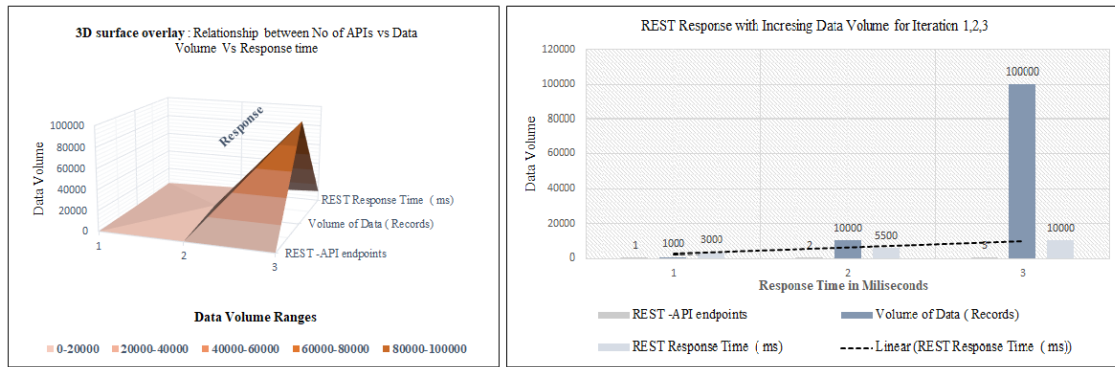 3D surface overlay : Relationship between No of APIs vs Data
Volume Vs Response time
Response
Data Volume
100000
80000
60000
40000
20000
0
1
2
3
REST Response Time ( ms)
Volume of Data ( Records)
REST -API endpoints
Data Volume Ranges
0-20000 20000-40000 40000-60000 60000-80000 80000-100000
REST Response with Incresing Data Volume for Iteration 1,2,3
Data Volume
120000
100000
80000
60000
40000
20000
0
1 1000 3000
2 10000 5500
3 100000 10000
1 2 3
Response Time in Miliseconds
REST -API endpoints Volume of Data ( Records)
REST Response Time ( ms) Linear (REST Response Time ( ms))